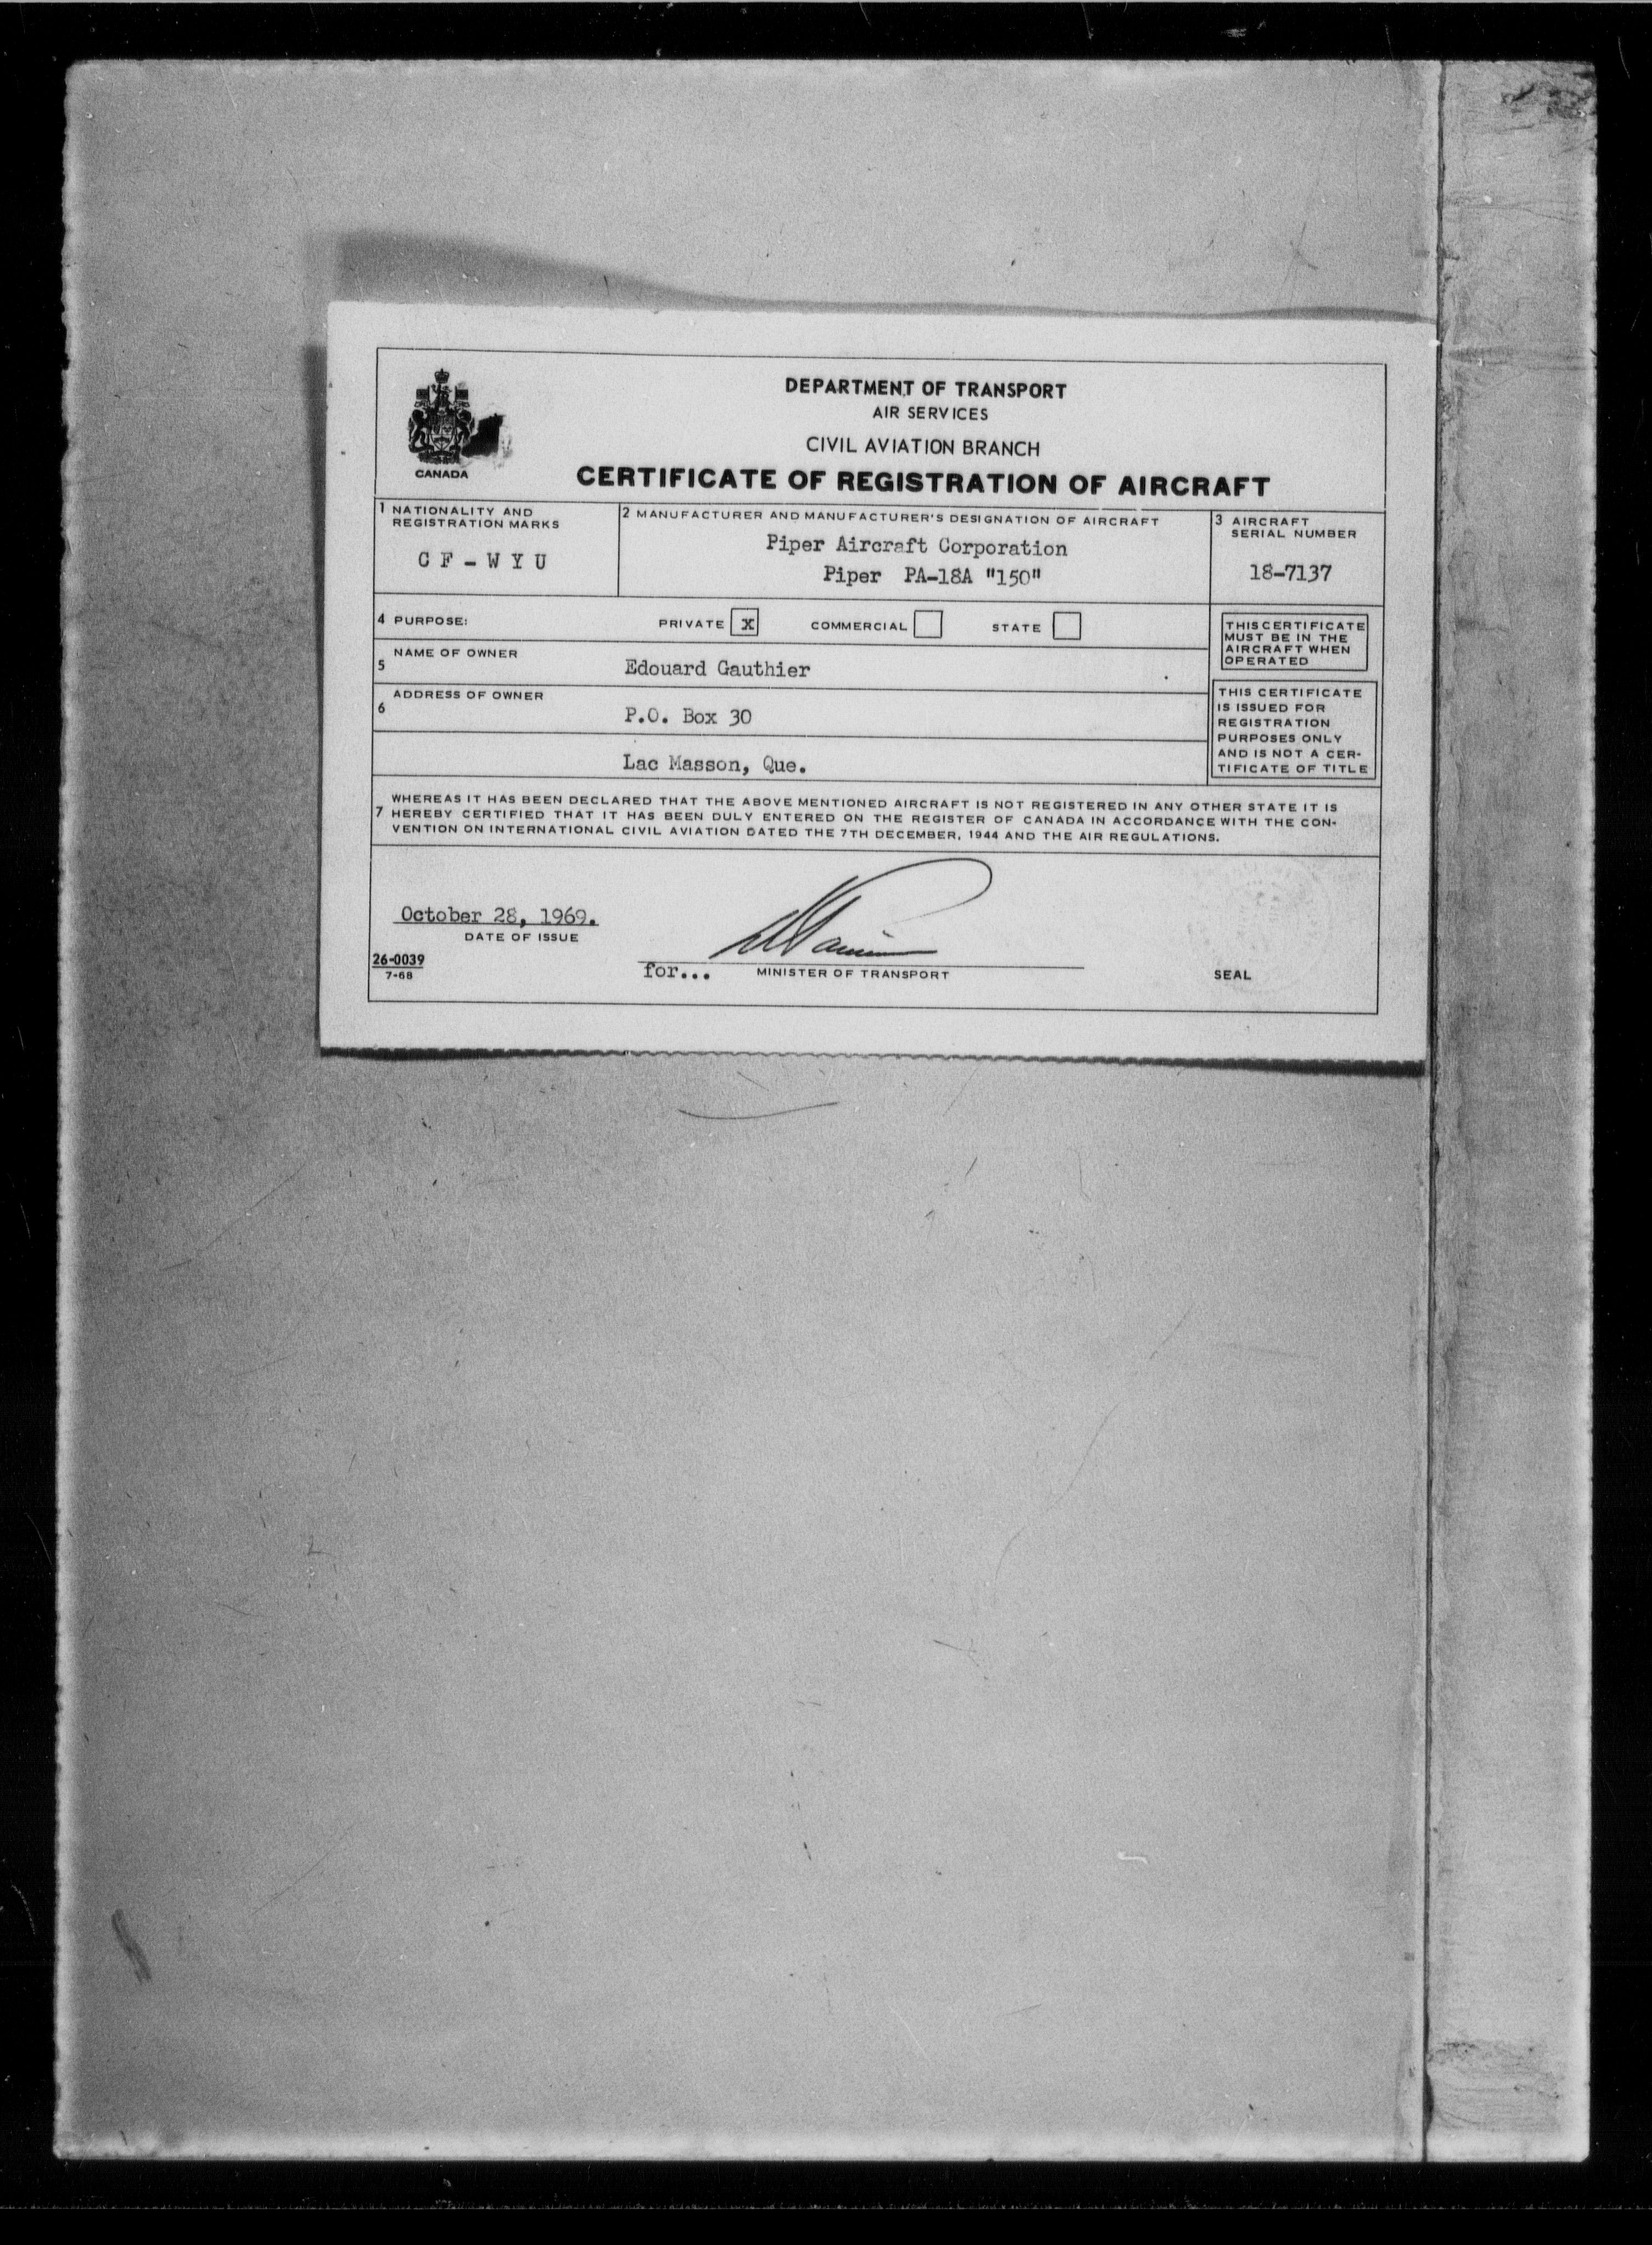 CANADA
DEPARTMENT OF TRANSPORT
AIR SERVICES
CIVIL AVIATION BRANCH
CERTIFICATE OF REGISTRATION OF AIRCRAFT
1 NATIONALITY AND
REGISTRATION MARKS
CF-WYU
2 MANUFACTURER AND MANUFACTURER'S DESIGNATION OF AIRCRAFT
Piper Aircraft Corporation
Piper PA-18A "150"
3 AIRCRAFT
SERIAL NUMBER
18-7137
4 PURPOSE: PRIVATE X COMMERCIAL STATE
THIS CERTIFICATE
MUST BE IN THE
AIRCRAFT WHEN
OPERATED
5 NAME OF OWNER
Edouard Gauthier
6 ADDRESS OF OWNER
P.O. Box 30
Lac Masson, Que.
THIS CERTIFICATE
IS ISSUED FOR
REGISTRATION
PURPOSES ONLY
AND IS NOT A CER-
TIFICATE OF TITLE
7 WHEREAS IT HAS BEEN DECLARED THAT THE ABOVE MENTIONED AIRCRAFT IS NOT REGISTERED IN ANY OTHER STATE IT IS
HEREBY CERTIFIED THAT IT HAS BEEN DULY ENTERED ON THE REGISTER OF CANADA IN ACCORDANCE WITH THE CON-
VENTION ON INTERNATIONAL CIVIL AVIATION DATED THE 7TH DECEMBER, 1944 AND THE AIR REGULATIONS.
October 28, 1969.
DATE OF ISSUE
26-0039
7-68
for... MINISTER OF TRANSPORT
SEAL